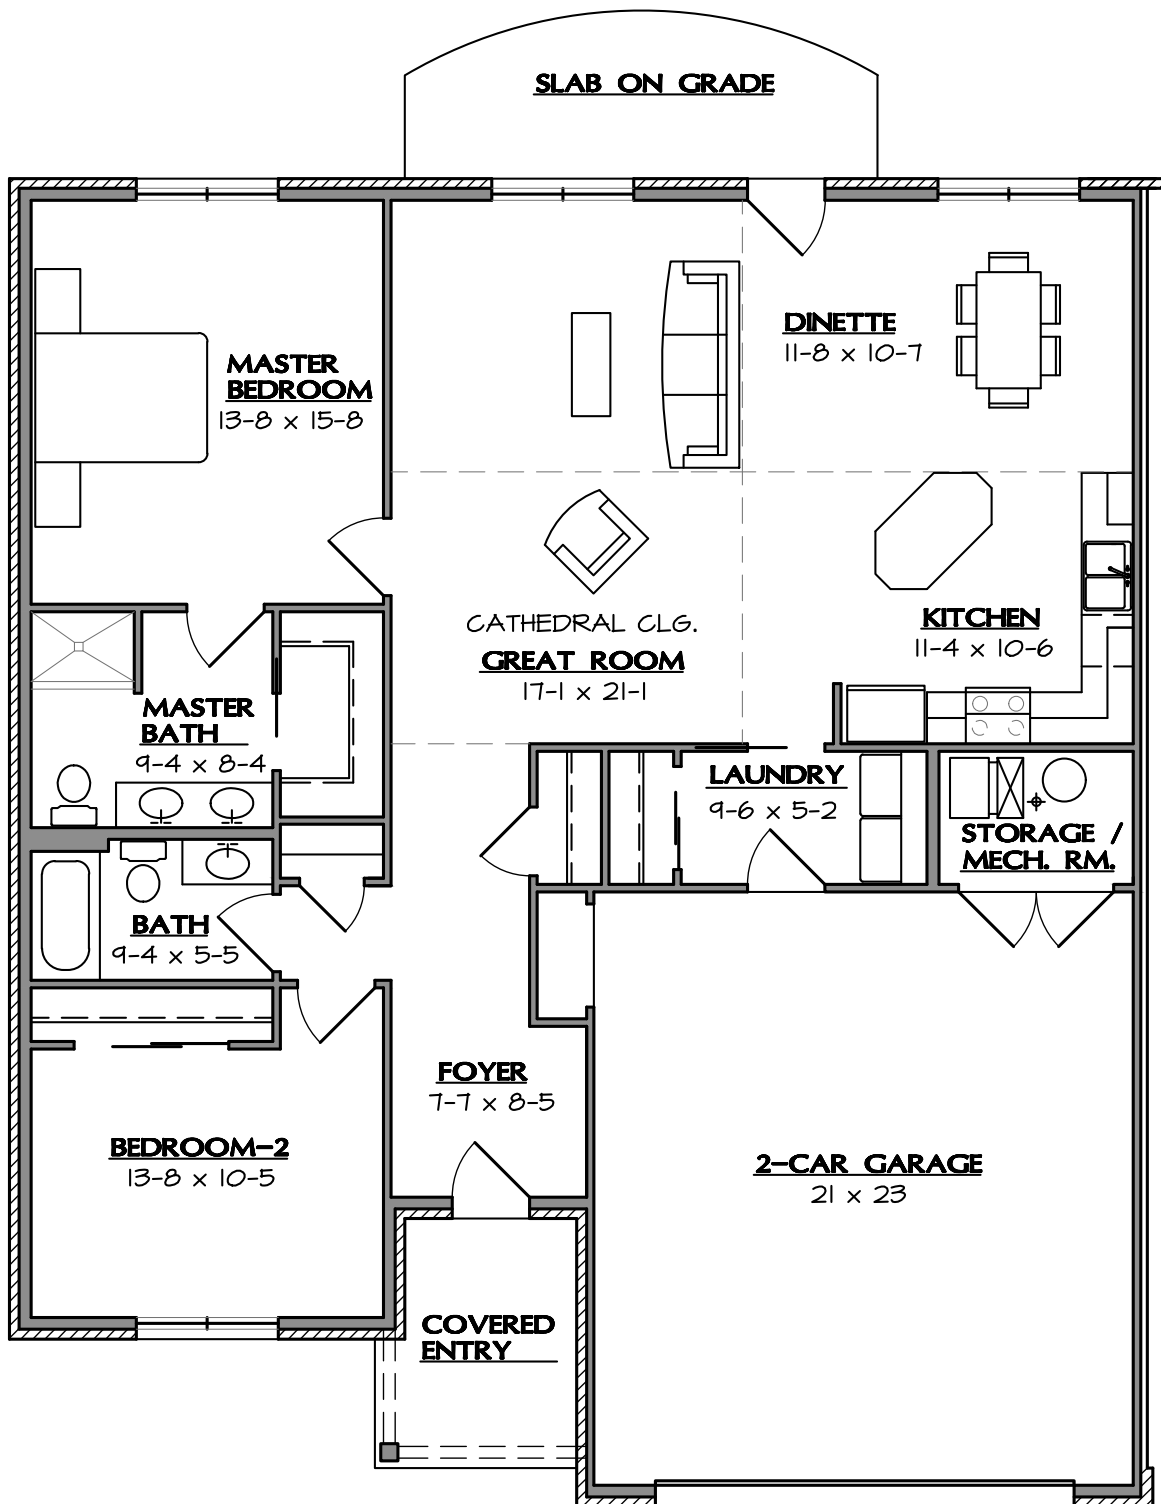 SLAB ON GRADE
DINETTE
11-8 x 10-7
MASTER
BEDROOM
13-8 x 15-8
KITCHEN
11-4 x 10-6
CATHEDRAL CLG.
GREAT ROOM
17-1 x 21-1
MASTER
BATH
9-4 x 8-4
LAUNDRY
9-6 x 5-2
STORAGE /
MECH. RM.
BATH
9-4 x 5-5
FOYER
7-7 x 8-5
BEDROOM-2
13-8 x 10-5
2-CAR GARAGE
21 x 23
COVERED
ENTRY